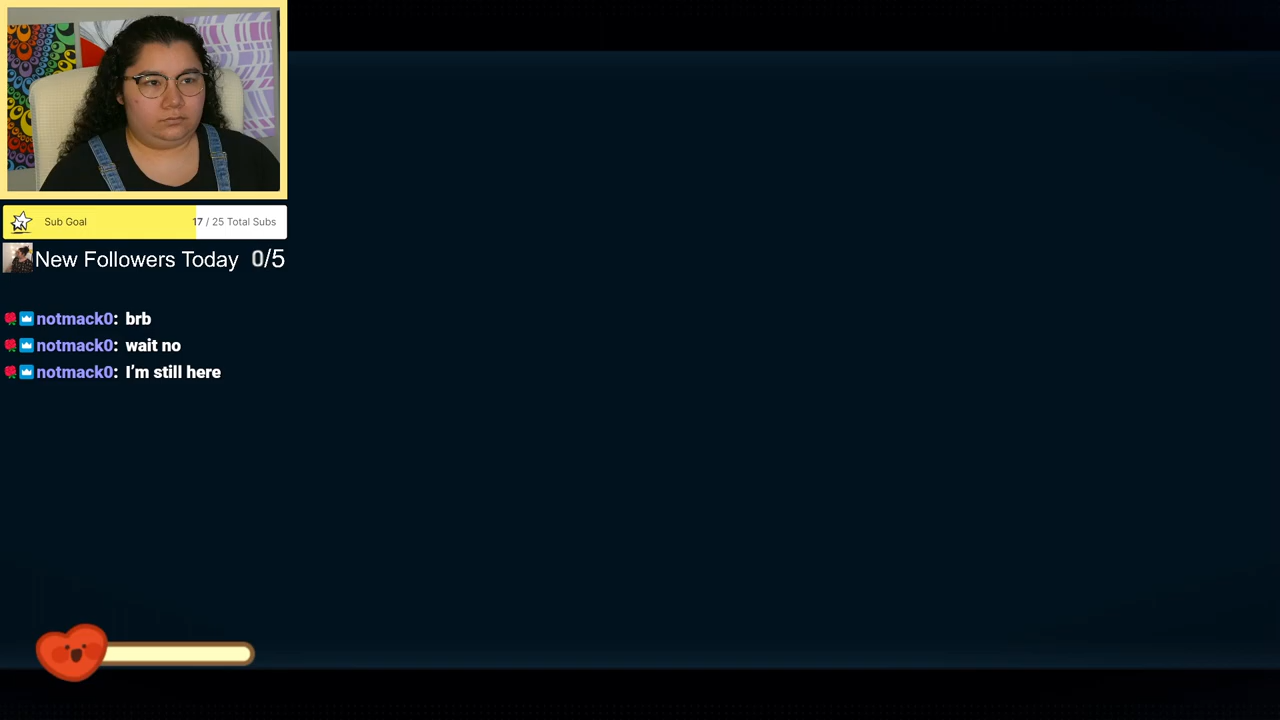 Sub Goal 17 / 25 Total Subs
New Followers Today 0/5
notmack0: brb
notmack0: wait no
notmack0: I’m still here